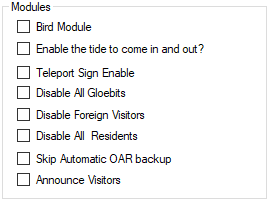 Modules
Bird Module
Enable the tide to come in and out?
Teleport Sign Enable
Disable All Gloebits
Disable Foreign Visitors
Disable All  Residents
Skip Automatic OAR backup
Announce Visitors